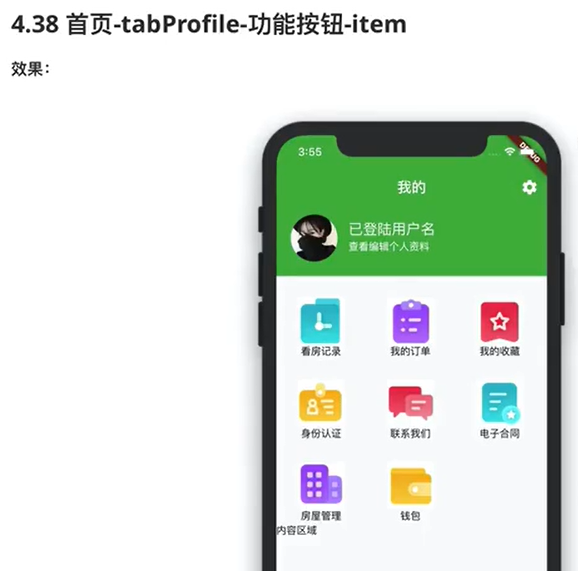 4.38 首页-tabProfile-功能按钮-item
效果：
3:55
DEBUG
我的
已登陆用户名
查看编辑个人资料
看房记录
我的订单
我的收藏
身份认证
联系我们
电子合同
房屋管理
钱包
内容区域